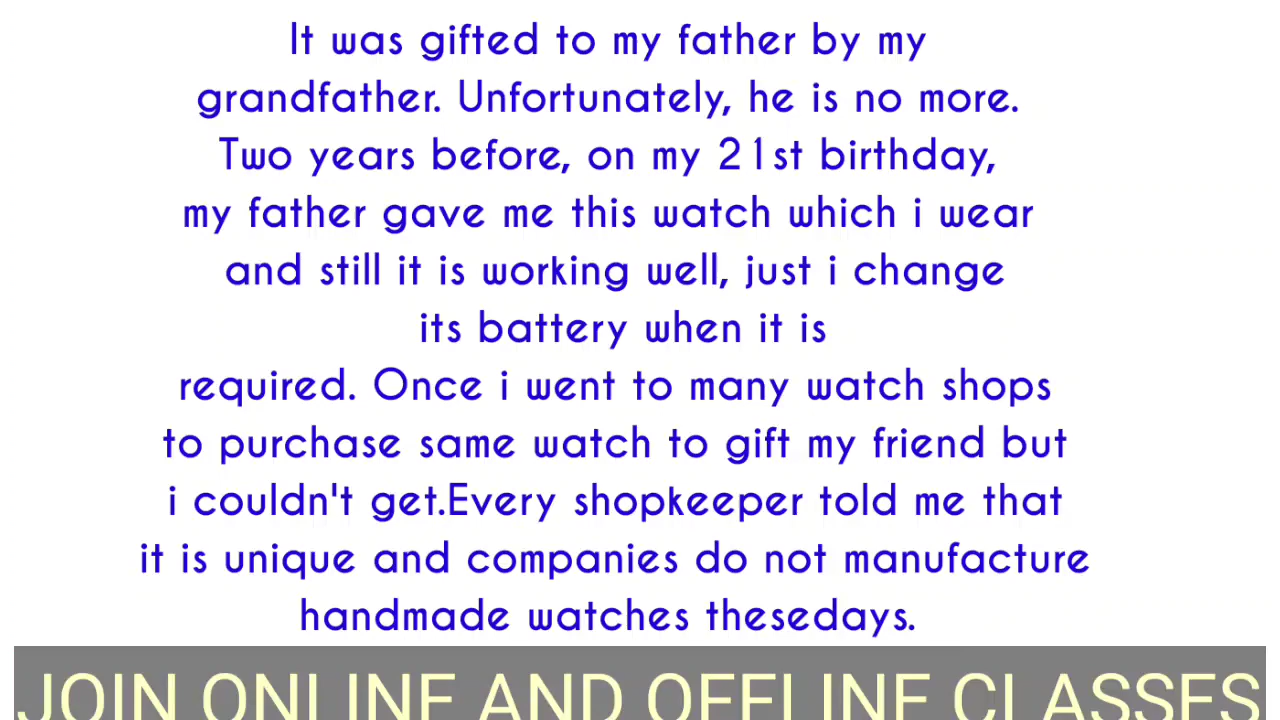 It was gifted to my father by my
grandfather. Unfortunately, he is no more.
Two years before, on my 21st birthday,
my father gave me this watch which i wear
and still it is working well, just i change
its battery when it is
required. Once i went to many watch shops
to purchase same watch to gift my friend but
i couldn't get.Every shopkeeper told me that
it is unique and companies do not manufacture
handmade watches thesedays.
JOIN ONLINE AND OFFLINE CLASSES